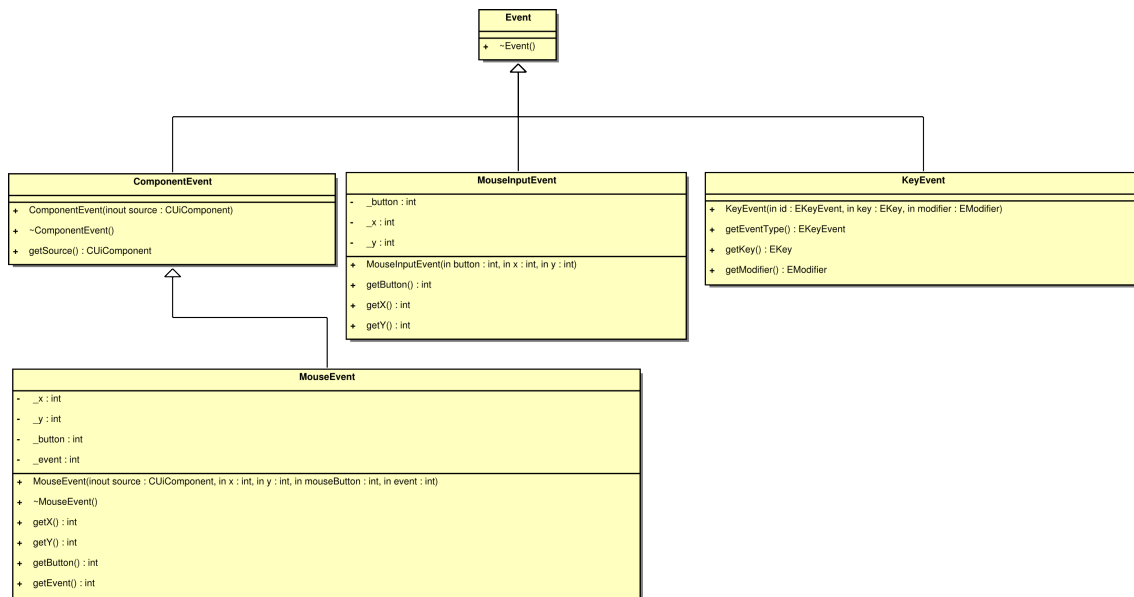 Event
+ ~Event()
ComponentEvent
+ ComponentEvent(inout source : CUiComponent)
+ ~ComponentEvent()
+ getSource() : CUiComponent
MouseInputEvent
- _button : int
- _x : int
- _y : int
+ MouseInputEvent(in button : int, in x : int, in y : int)
+ getButton() : int
+ getX() : int
+ getY() : int
KeyEvent
+ KeyEvent(in id : EKeyEvent, in key : EKey, in modifier : EModifier)
+ getEventType() : EKeyEvent
+ getKey() : EKey
+ getModifier() : EModifier
MouseEvent
- _x : int
- _y : int
- _button : int
- _event : int
+ MouseEvent(inout source : CUiComponent, in x : int, in y : int, in mouseButton : int, in event : int)
+ ~MouseEvent()
+ getX() : int
+ getY() : int
+ getButton() : int
+ getEvent() : int